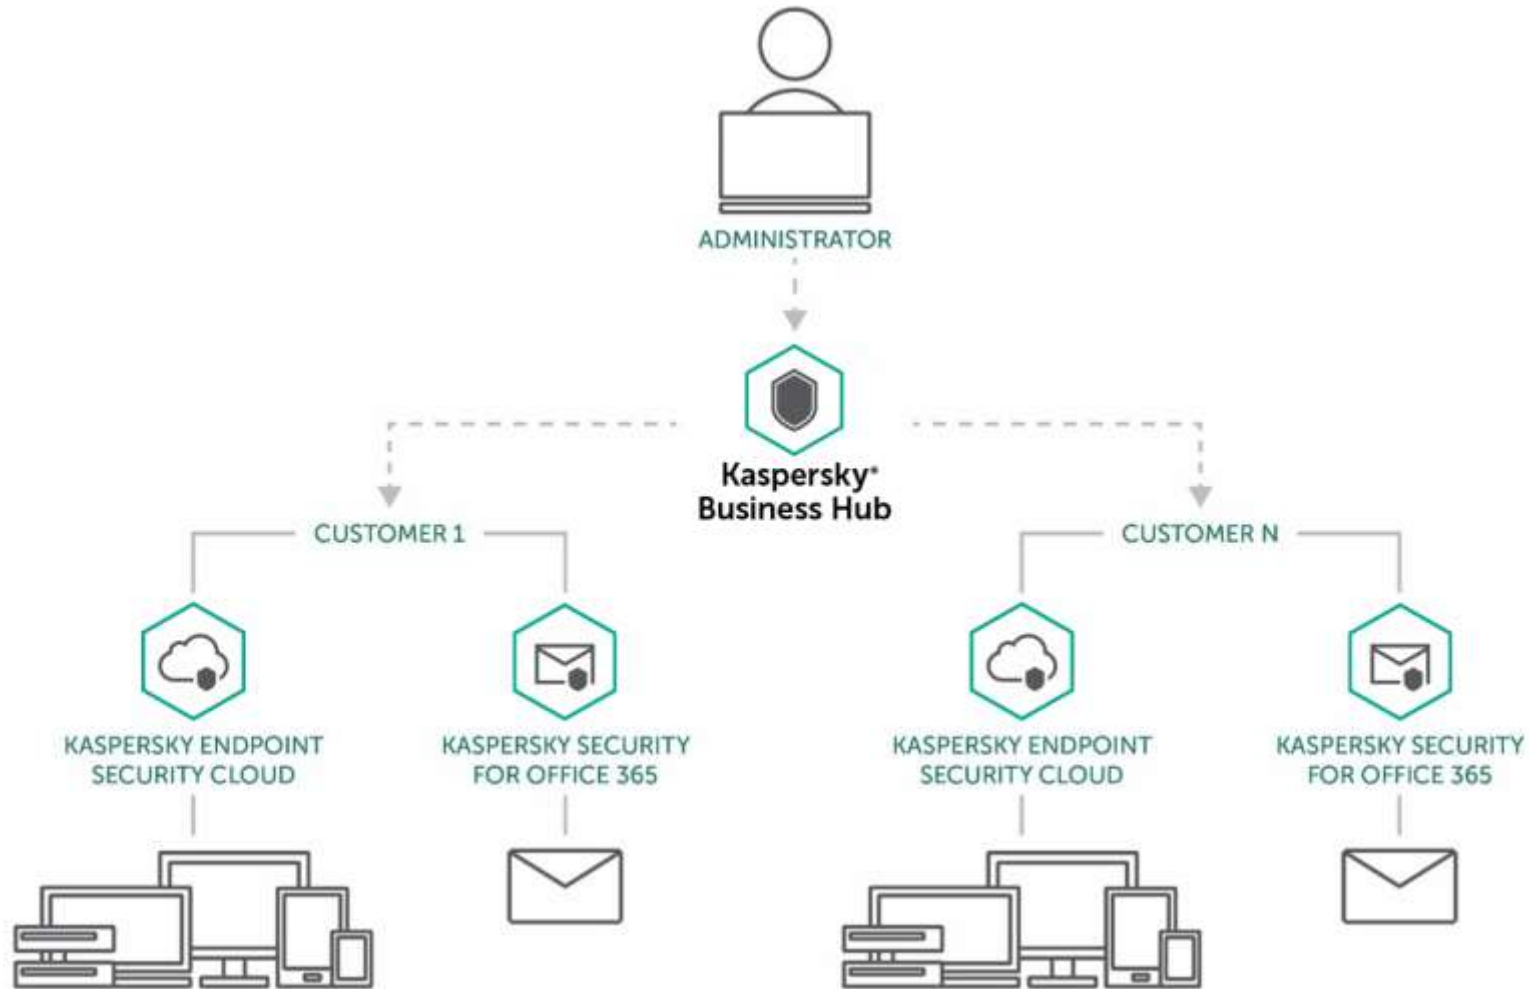 ADMINISTRATOR
Kaspersky®
Business Hub
CUSTOMER 1
CUSTOMER N
KASPERSKY ENDPOINT
SECURITY CLOUD
KASPERSKY SECURITY
FOR OFFICE 365
KASPERSKY ENDPOINT
SECURITY CLOUD
KASPERSKY SECURITY
FOR OFFICE 365